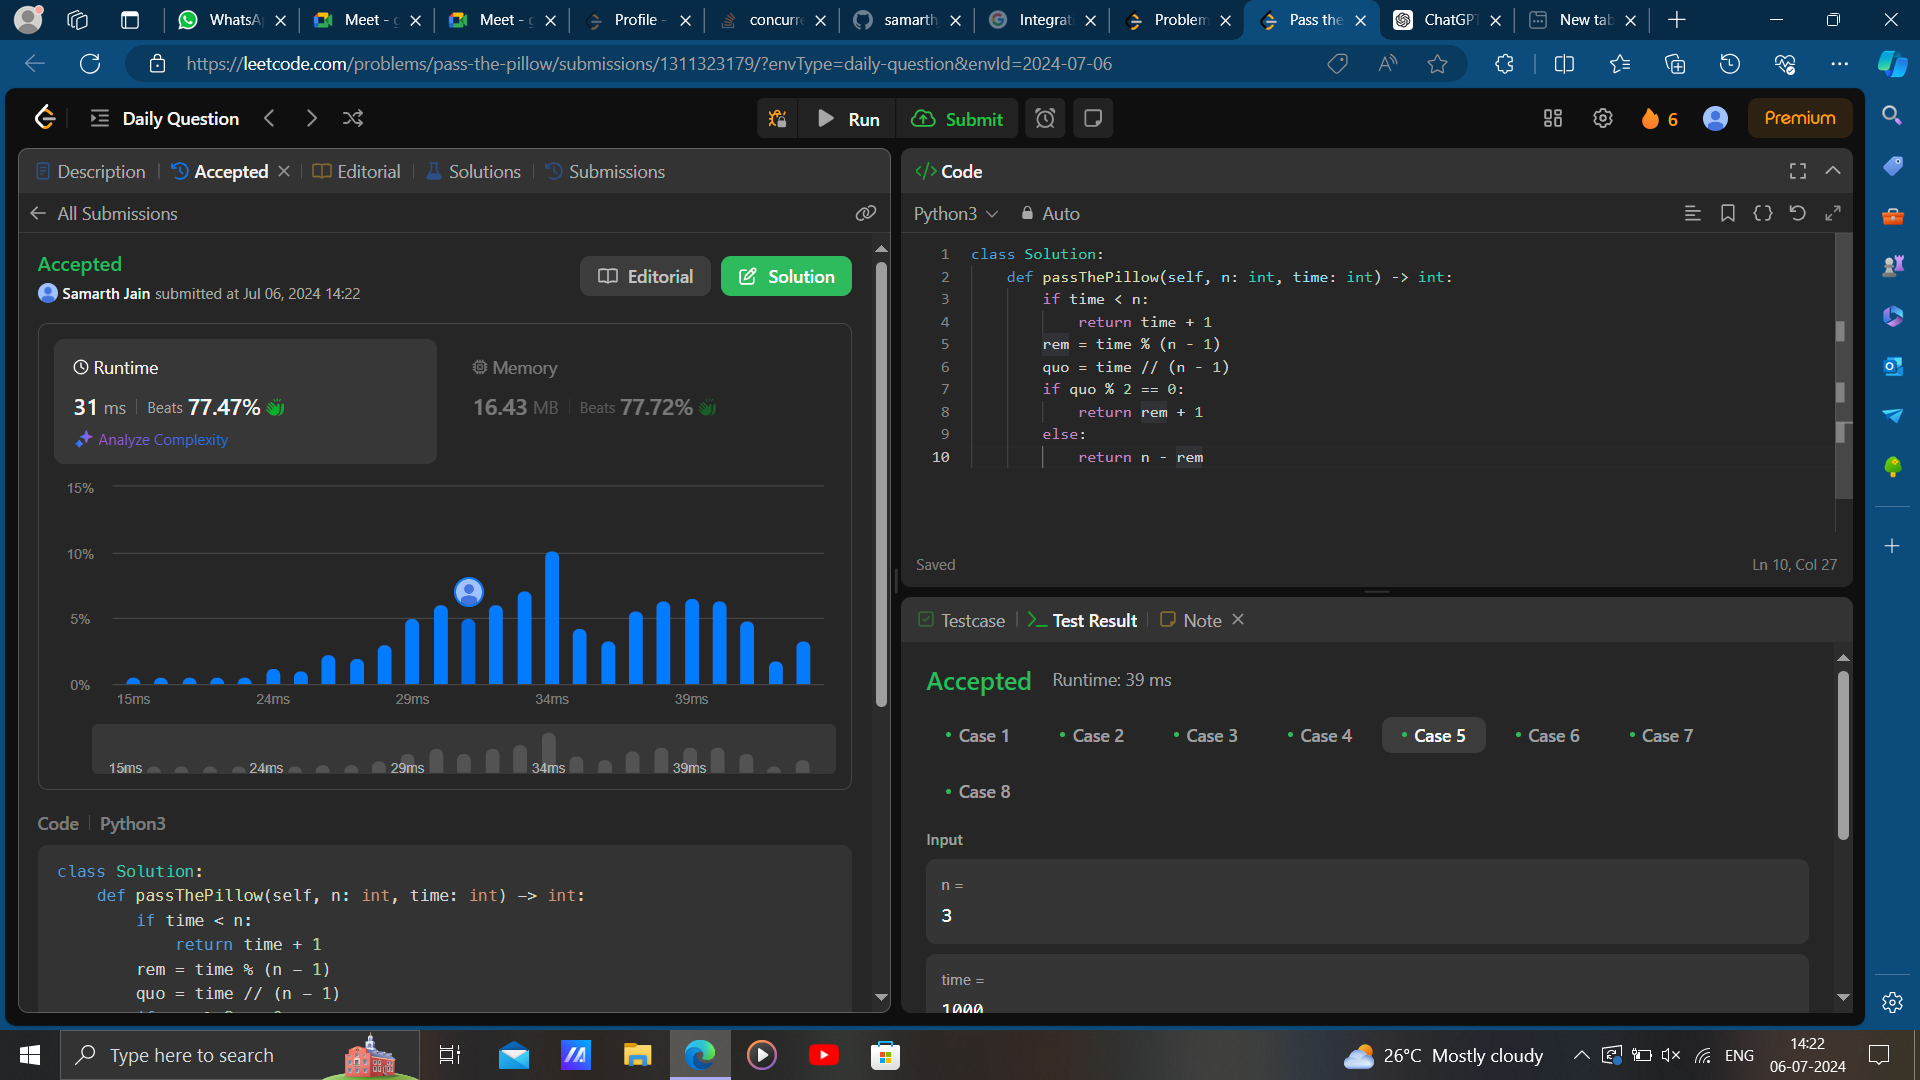 WhatsA
Meet - g
Meet - g
Profile -
concurre
samarth
Integrat
Problem
Pass the
ChatGPT
New tab
https://leetcode.com/problems/pass-the-pillow/submissions/1311323179/?envType=daily-question&envId=2024-07-06
Daily Question
Run
Submit
6
Premium
Description
Accepted
Editorial
Solutions
Submissions
All Submissions
Accepted
Samarth Jain submitted at Jul 06, 2024 14:22
Editorial
Solution
Runtime
31 ms
Beats 77.47%
Analyze Complexity
Memory
16.43 MB
Beats 77.72%
15%
10%
5%
0%
15ms
24ms
29ms
34ms
39ms
15ms
24ms
29ms
34ms
39ms
Code
Python3
class Solution:
def passThePillow(self, n: int, time: int) -> int:
if time < n:
return time + 1
rem = time % (n - 1)
quo = time // (n - 1)
</> Code
Python3
Auto
1 class Solution:
2 def passThePillow(self, n: int, time: int) -> int:
3 if time < n:
4 return time + 1
5 rem = time % (n - 1)
6 quo = time // (n - 1)
7 if quo % 2 == 0:
8 return rem + 1
9 else:
10 return n - rem
Saved
Ln 10, Col 27
Testcase
Test Result
Note
Accepted
Runtime: 39 ms
Case 1
Case 2
Case 3
Case 4
Case 5
Case 6
Case 7
Case 8
Input
n =
3
time =
1000
Type here to search
26°C Mostly cloudy
ENG
14:22
06-07-2024